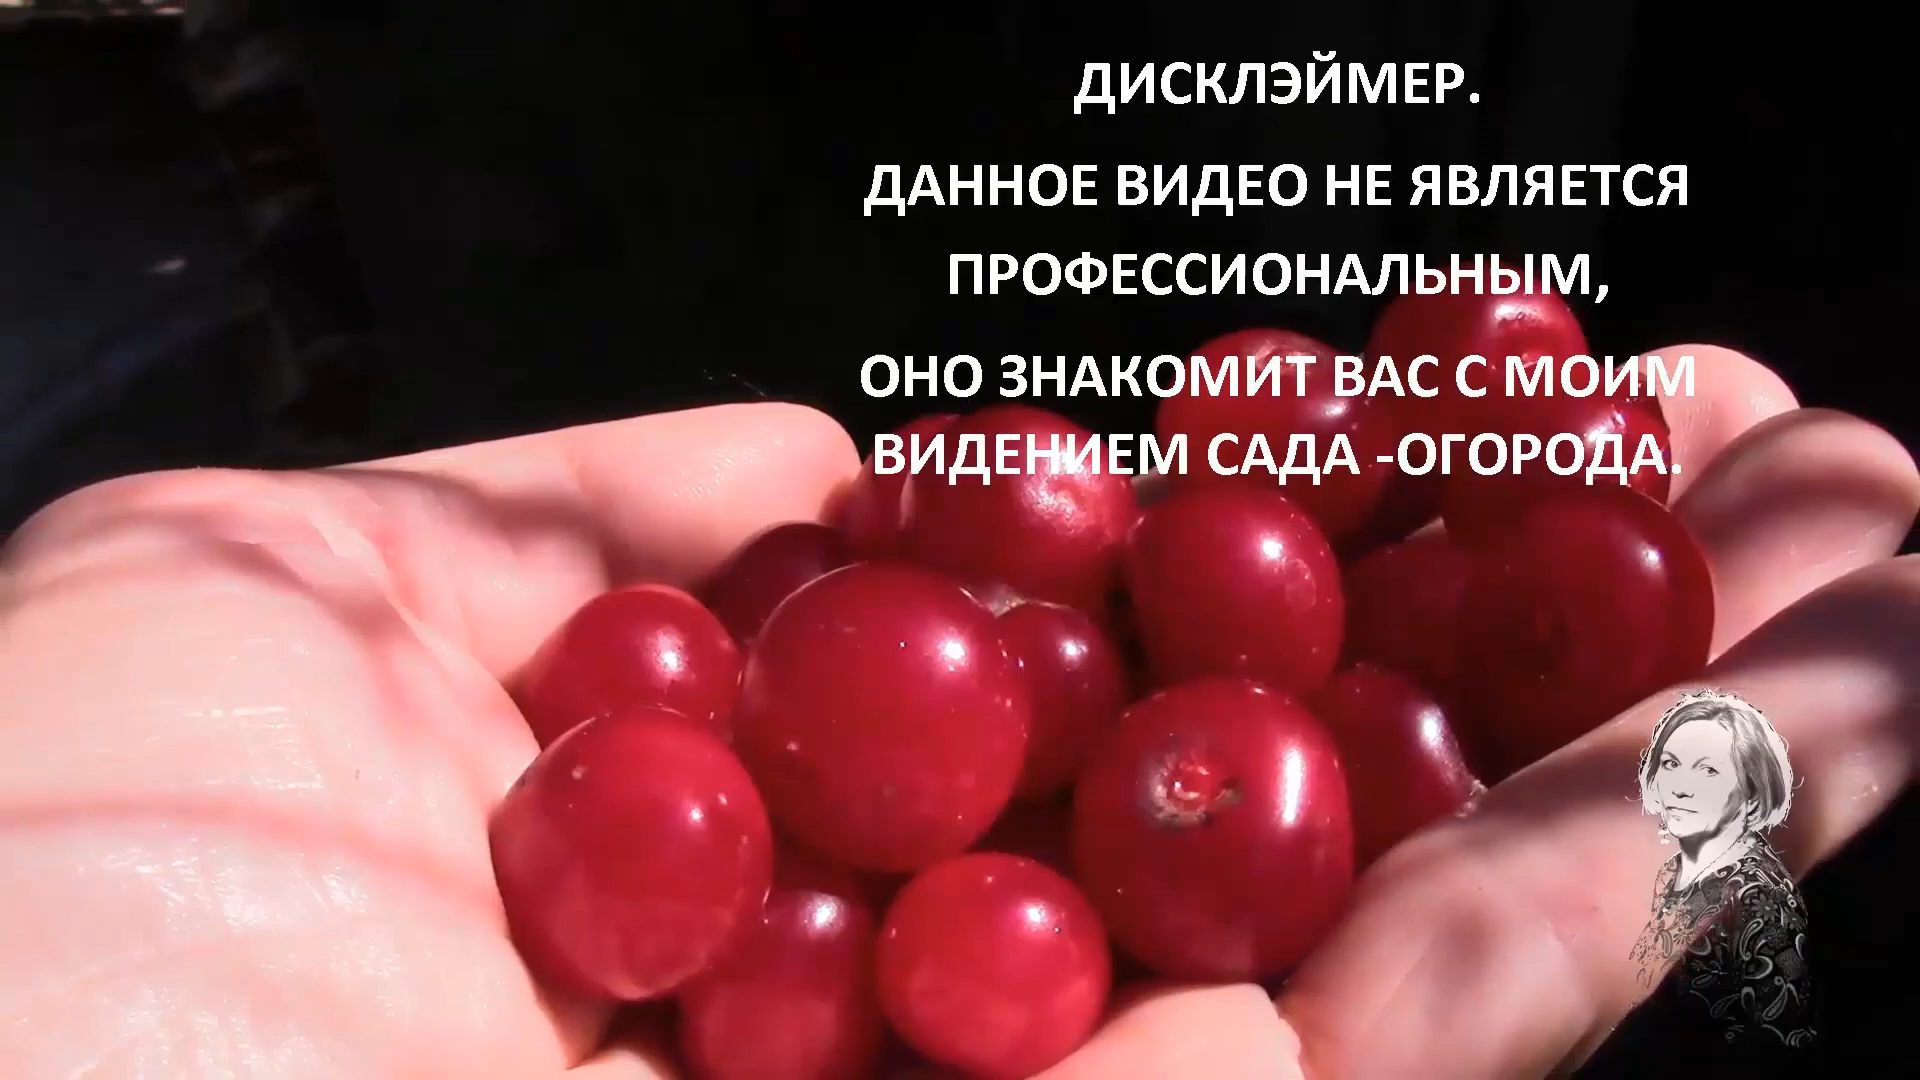 ДИСКЛЭЙМЕР.
ДАННОЕ ВИДЕО НЕ ЯВЛЯЕТСЯ
ПРОФЕССИОНАЛЬНЫМ,
ОНО ЗНАКОМИТ ВАС С МОИМ
ВИДЕНИЕМ САДА -ОГОРОДА.